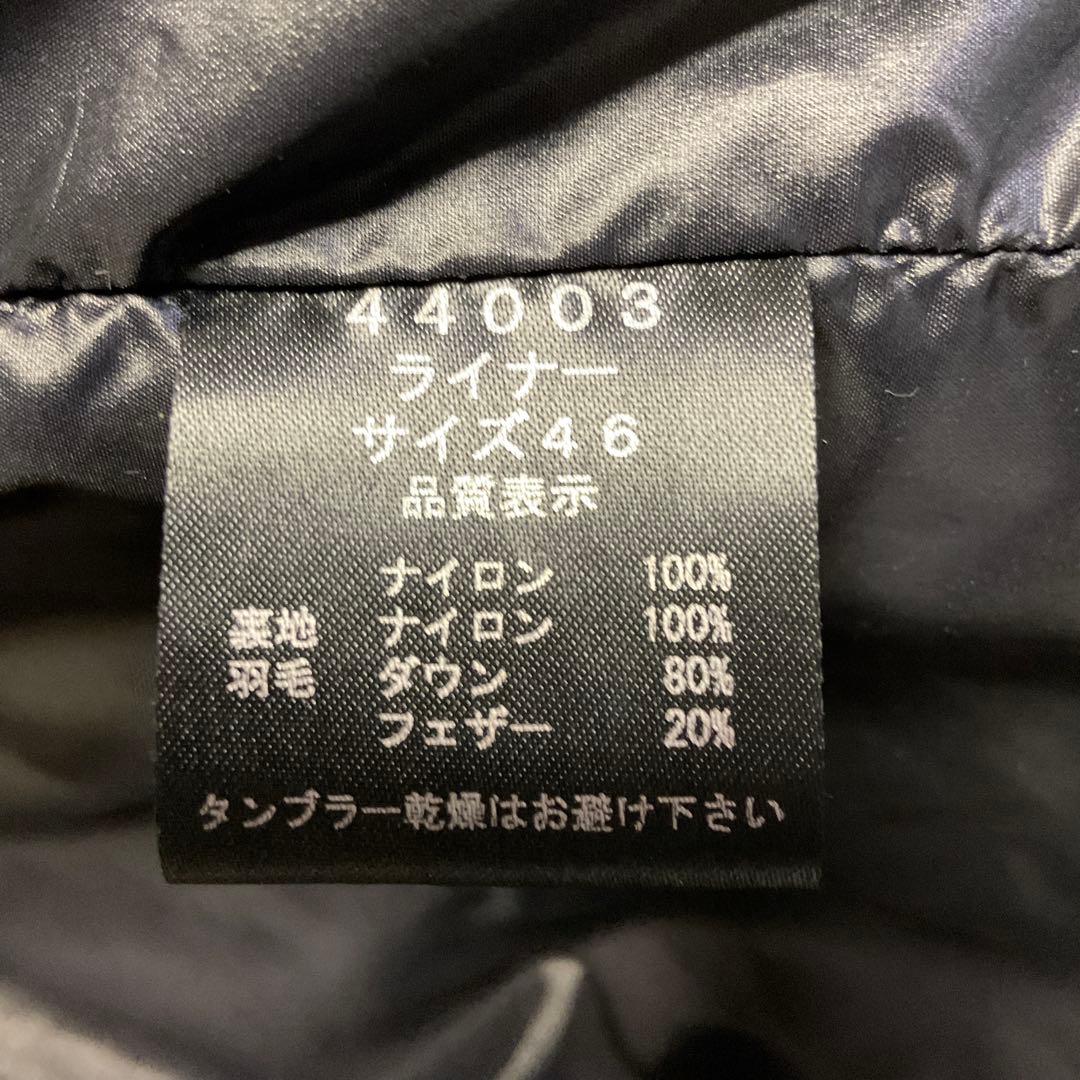 44003
ライナー
サイズ46
品質表示
ナイロン 100%
裏地 ナイロン 100%
羽毛 ダウン 80%
フェザー 20%
タンブラー乾燥はお避け下さい